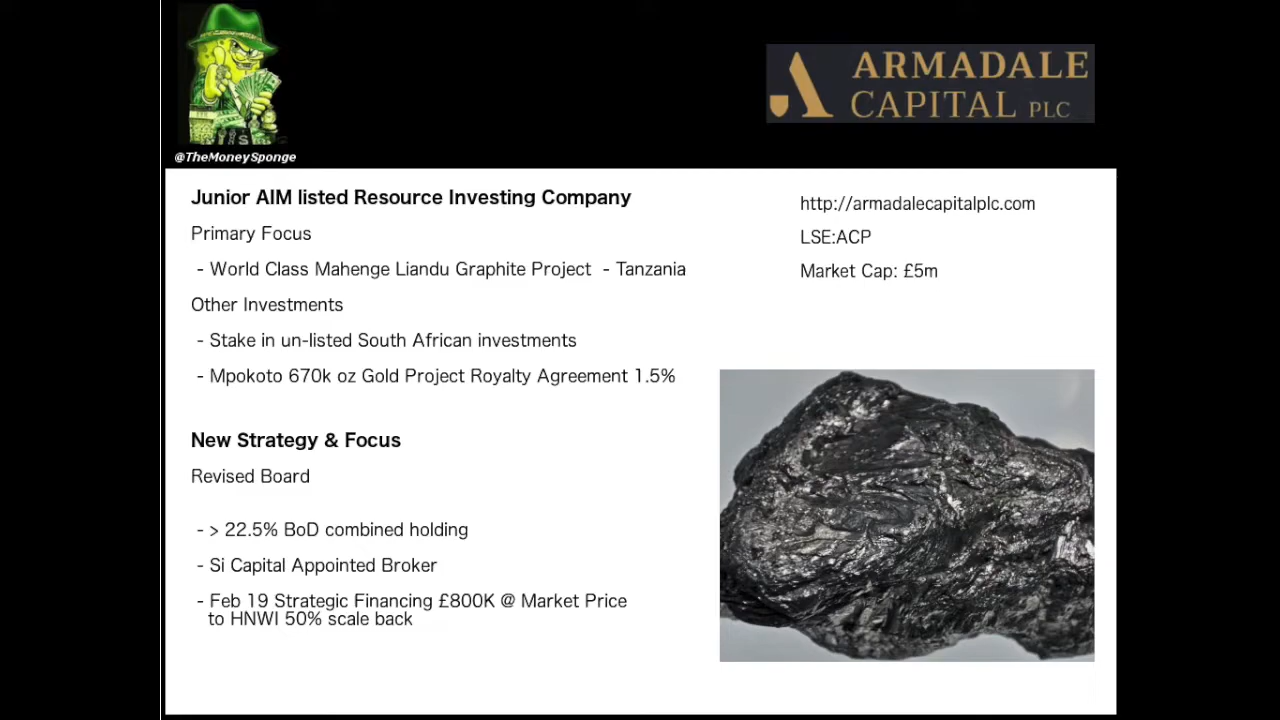 ARMADALE
CAPITAL PLC
@TheMoneySponge
Junior AIM listed Resource Investing Company
Primary Focus
- World Class Mahenge Liandu Graphite Project - Tanzania
Other Investments
- Stake in un-listed South African investments
- Mpokoto 670k oz Gold Project Royalty Agreement 1.5%
New Strategy & Focus
Revised Board
- > 22.5% BoD combined holding
- Si Capital Appointed Broker
- Feb 19 Strategic Financing £800K @ Market Price
to HNWI 50% scale back
http://armadalecapitalplc.com
LSE:ACP
Market Cap: £5m